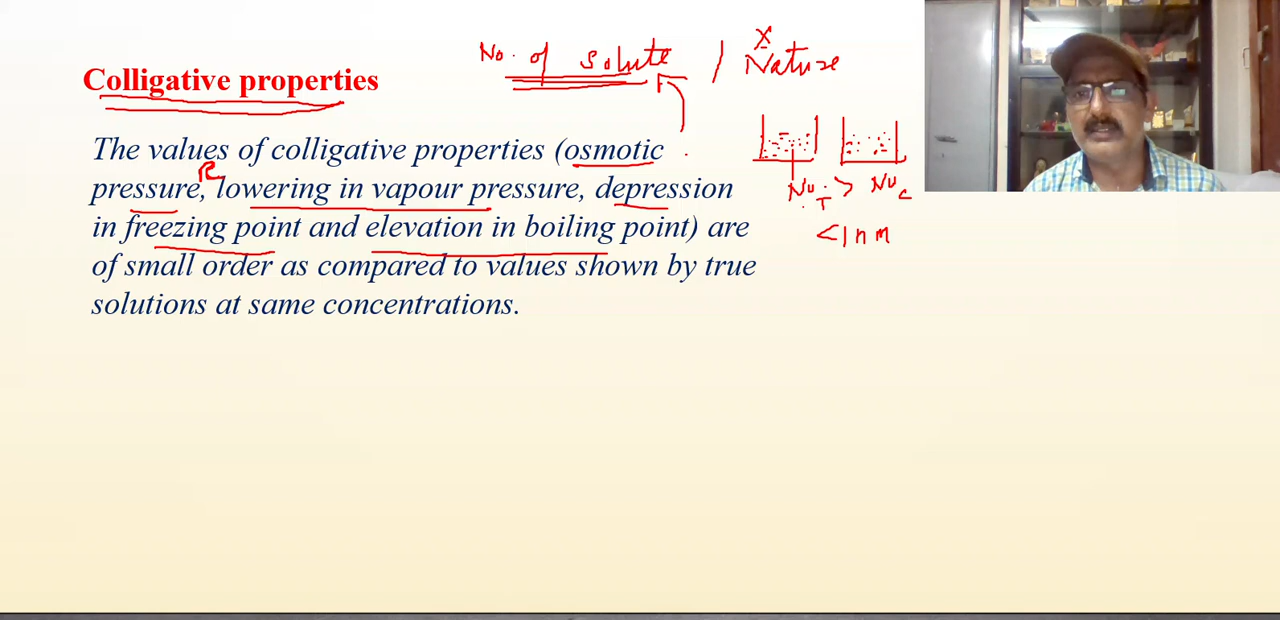 No. of solute / Nature
X
Colligative properties
The values of colligative properties (osmotic
pressure, lowering in vapour pressure, depression
in freezing point and elevation in boiling point) are
of small order as compared to values shown by true
solutions at same concentrations.
R
No T > No C
<1nm